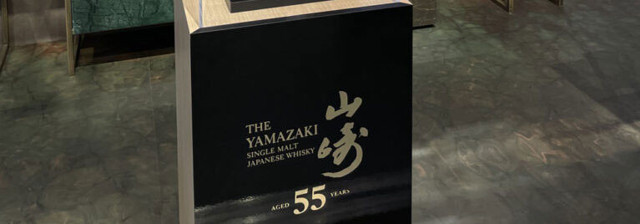 THE
YAMAZAKI
SINGLE MALT
JAPANESE WHISKY
山崎
AGED 55 YEARS